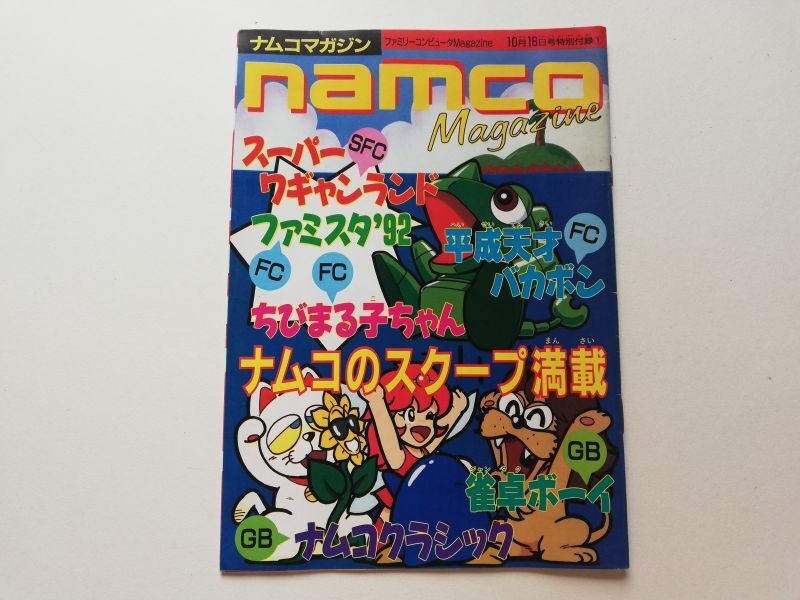 ナムコマガジン
ファミリーコンピュータMagazine 10月18日号特別付録①
namco
Magazine
スーパー SFC
ワギャンランド
ファミスタ'92
FC FC
平成天才 FC
バカボン
ちびまる子ちゃん
ナムコのスクープ満載
まんさい
GB
雀卓ボーイ
GB ナムコクラシック